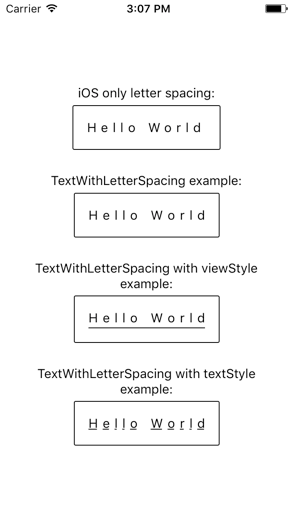 Carrier 3:07 PM
iOS only letter spacing:
Hello World
TextWithLetterSpacing example:
Hello World
TextWithLetterSpacing with viewStyle
example:
Hello World
TextWithLetterSpacing with textStyle
example:
Hello World